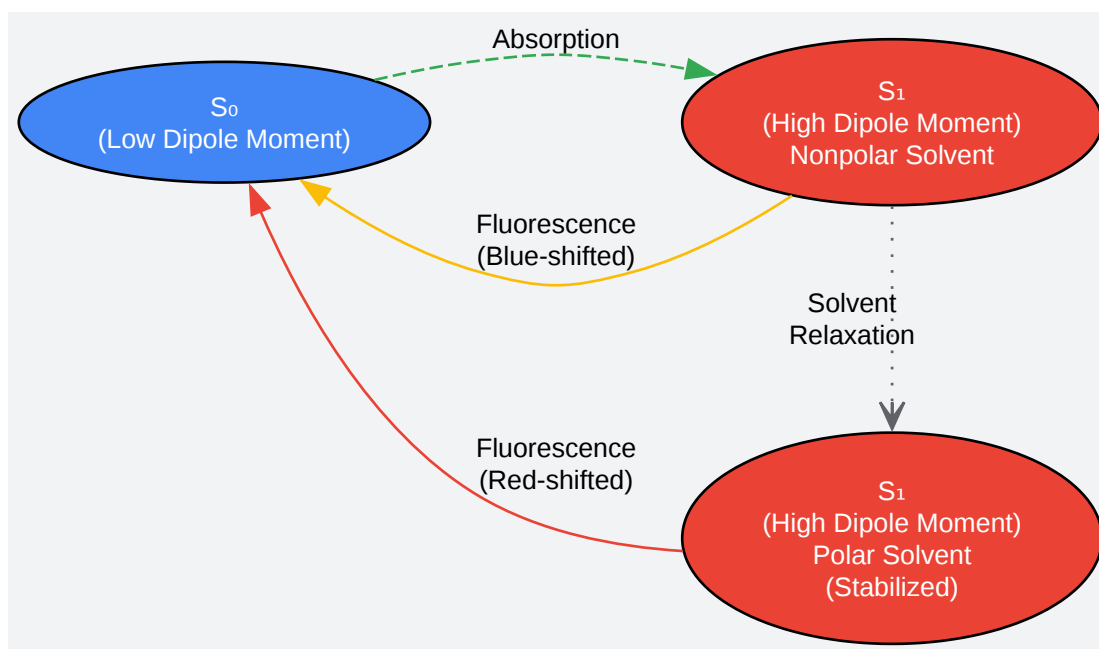 Absorption
S₀
(Low Dipole Moment)
S₁
(High Dipole Moment)
Nonpolar Solvent
Fluorescence
(Blue-shifted)
Solvent
Relaxation
Fluorescence
(Red-shifted)
S₁
(High Dipole Moment)
Polar Solvent
(Stabilized)